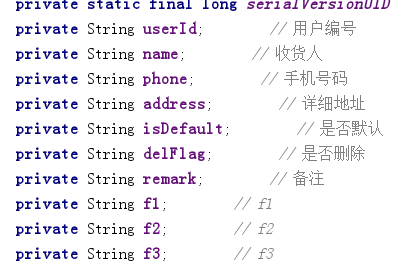 private static final long serialVersionUID
private String userId; // 用户编号
private String name; // 收货人
private String phone; // 手机号码
private String address; // 详细地址
private String isDefault; // 是否默认
private String delFlag; // 是否删除
private String remark; // 备注
private String f1; // f1
private String f2; // f2
private String f3; // f3